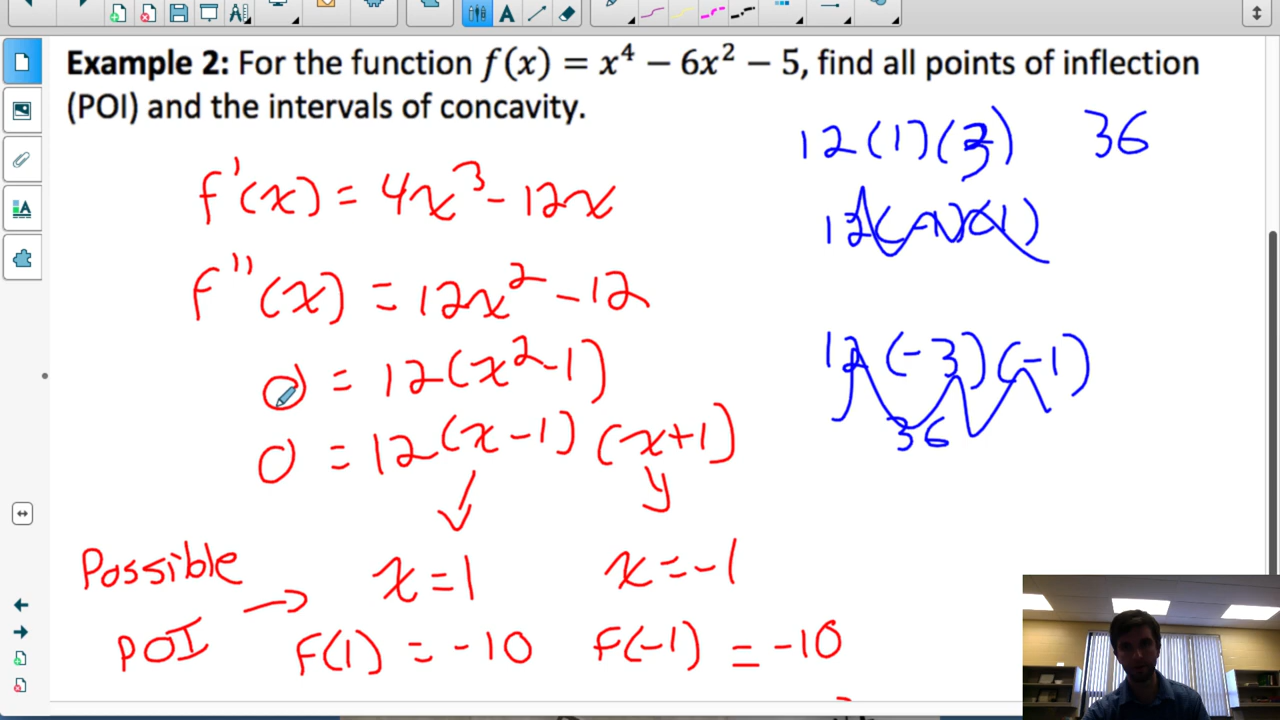 Example 2: For the function f(x) = x⁴ − 6x² − 5, find all points of inflection
(POI) and the intervals of concavity.
f'(x) = 4x³ - 12x
f''(x) = 12x² - 12
0 = 12(x² - 1)
0 = 12(x - 1)(x + 1)
Possible
POI →
x = 1 x = -1
f(1) = -10 f(-1) = -10
12(1)(3) 36
12(-3)(-1)
36